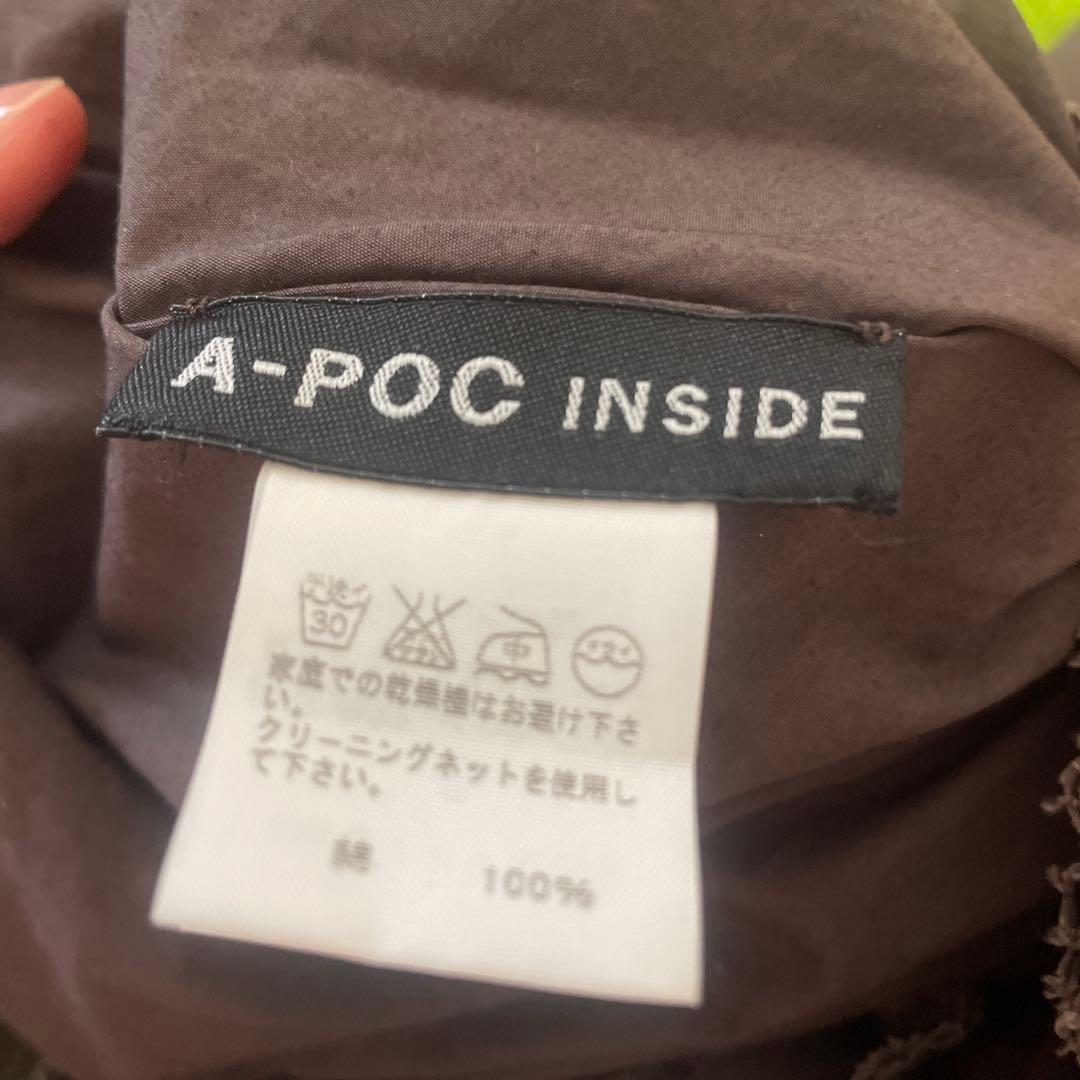 A-POC INSIDE
30
中
家庭での乾燥機はお避け下さ
い。
クリーニングネットを使用し
て下さい。
綿 100%